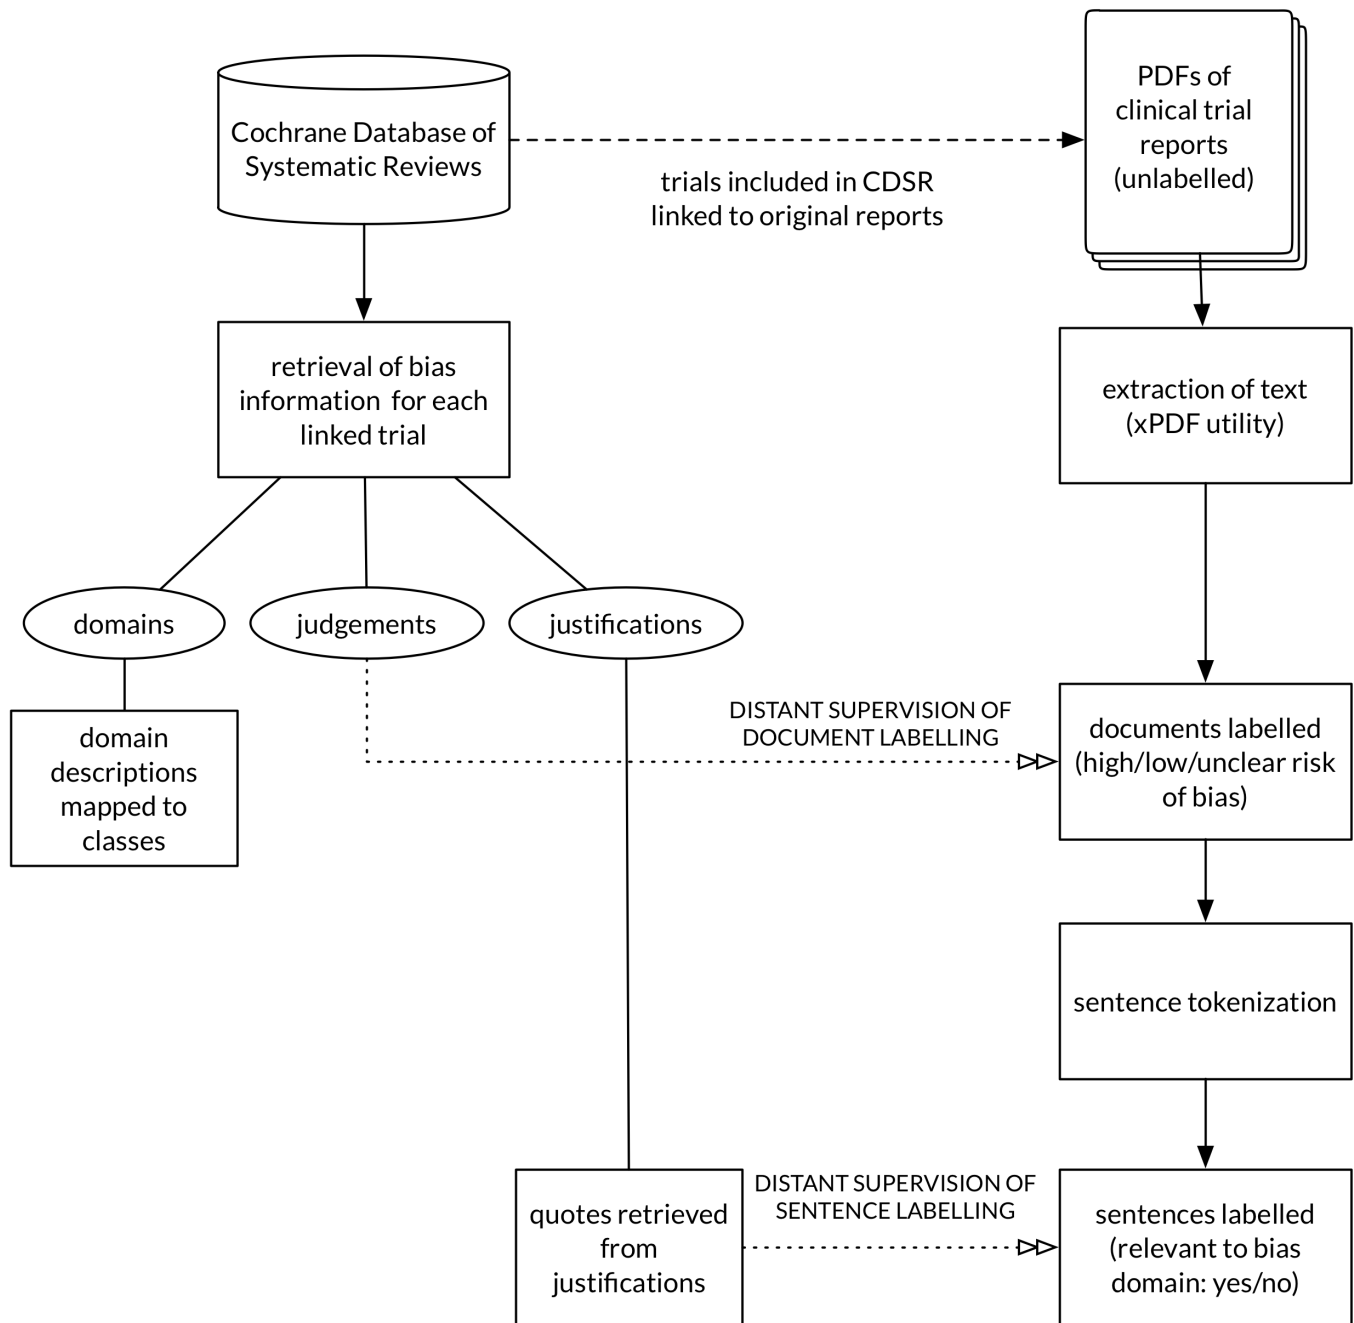 Cochrane Database of
Systematic Reviews
trials included in CDSR
linked to original reports
PDFs of
clinical trial
reports
(unlabelled)
retrieval of bias
information for each
linked trial
extraction of text
(xPDF utility)
domains
judgements
justifications
domain
descriptions
mapped to
classes
DISTANT SUPERVISION OF
DOCUMENT LABELLING
documents labelled
(high/low/unclear risk
of bias)
sentence tokenization
quotes retrieved
from
justifications
DISTANT SUPERVISION OF
SENTENCE LABELLING
sentences labelled
(relevant to bias
domain: yes/no)